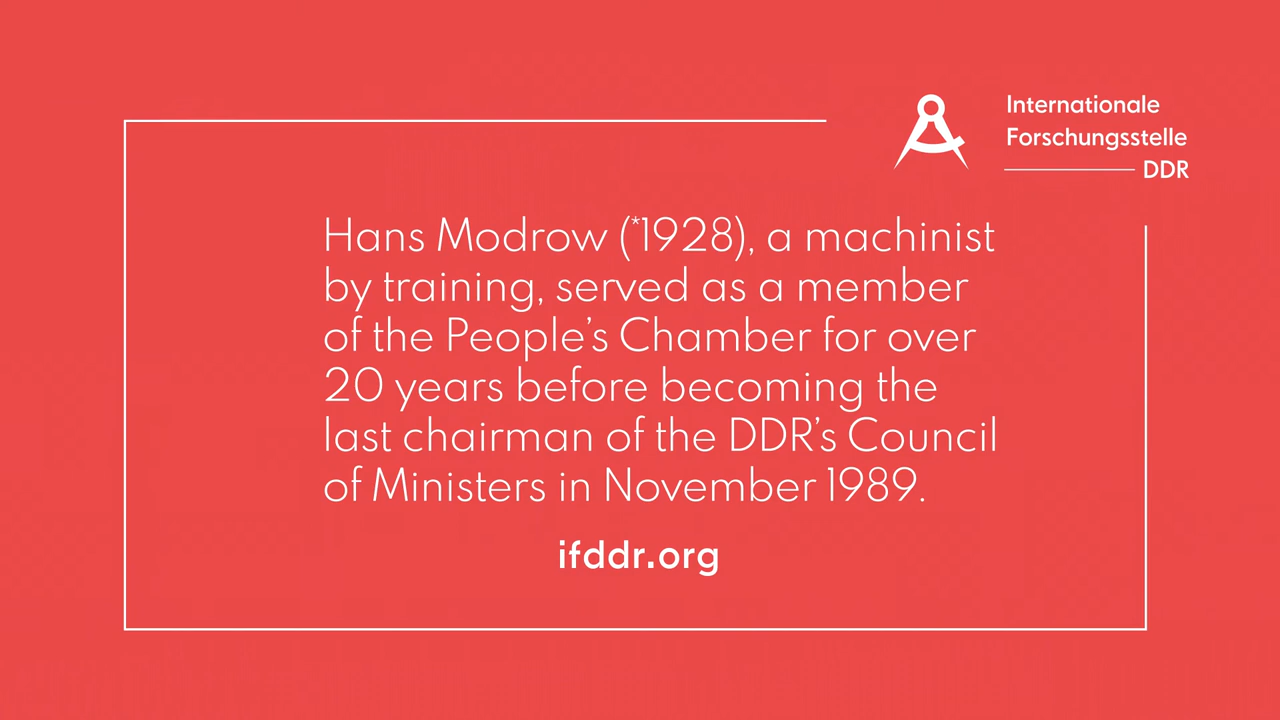 Internationale
Forschungsstelle
DDR
Hans Modrow (*1928), a machinist
by training, served as a member
of the People’s Chamber for over
20 years before becoming the
last chairman of the DDR’s Council
of Ministers in November 1989.
ifddr.org